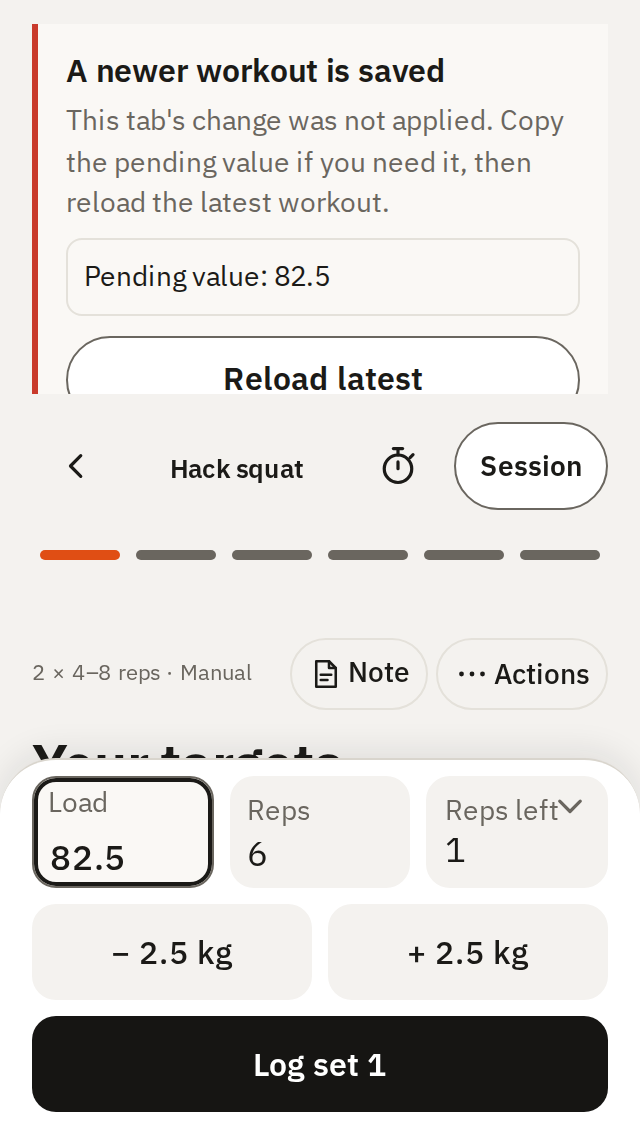 A newer workout is saved
This tab's change was not applied. Copy
the pending value if you need it, then
reload the latest workout.
Pending value: 82.5
Reload latest
Hack squat
Session
2 × 4–8 reps · Manual
Note
··· Actions
Your targets
Load
82.5
Reps
6
Reps left
1
− 2.5 kg
+ 2.5 kg
Log set 1